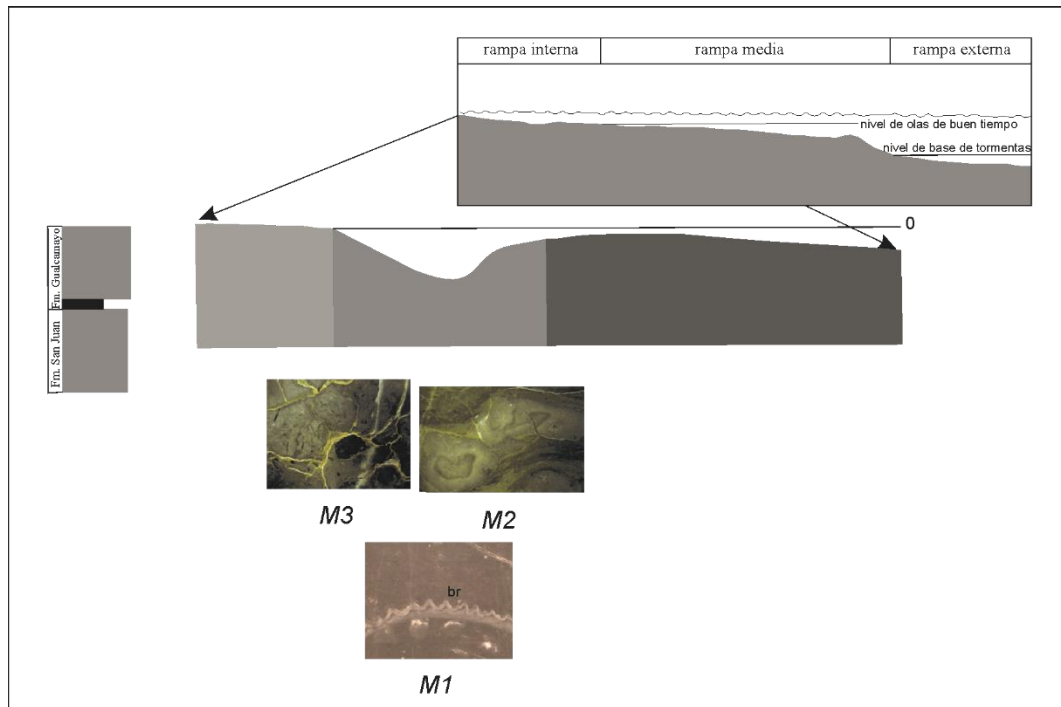 rampa interna
rampa media
rampa externa
nivel de olas de buen tiempo
nivel de base de tormentas
0
Fm. Gualcamayo
Fm. San Juan
M3
M2
br
M1